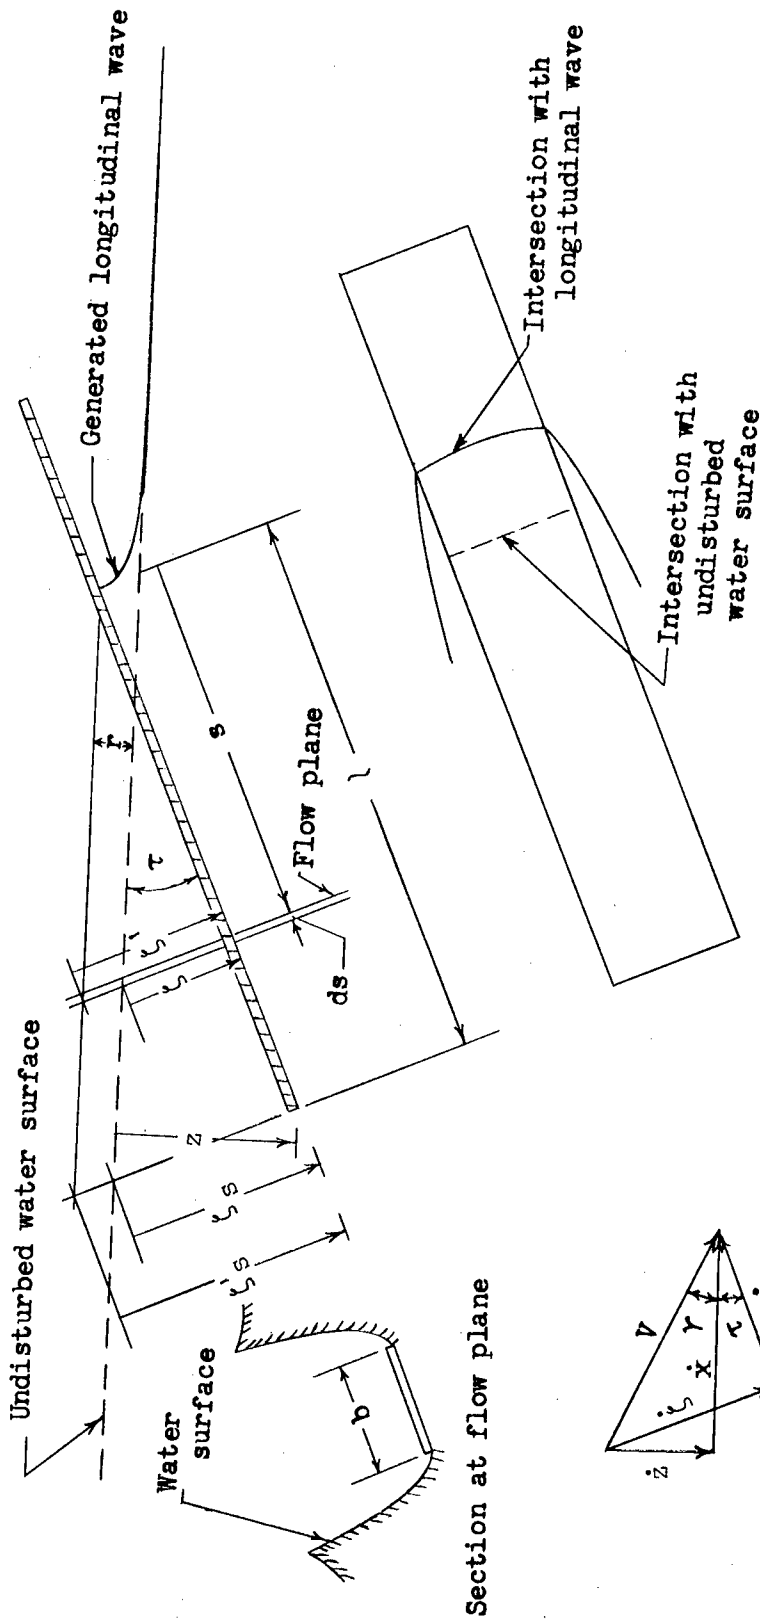 Undisturbed water surface
Generated longitudinal wave
r
τ
ζ'
ζ
s
Flow plane
ds
l
z
ζs
ζ's
Water
surface
b
Section at flow plane
Intersection with
longitudinal wave
Intersection with
undisturbed
water surface
V
γ
ẋ
τ
ζ̇
ż